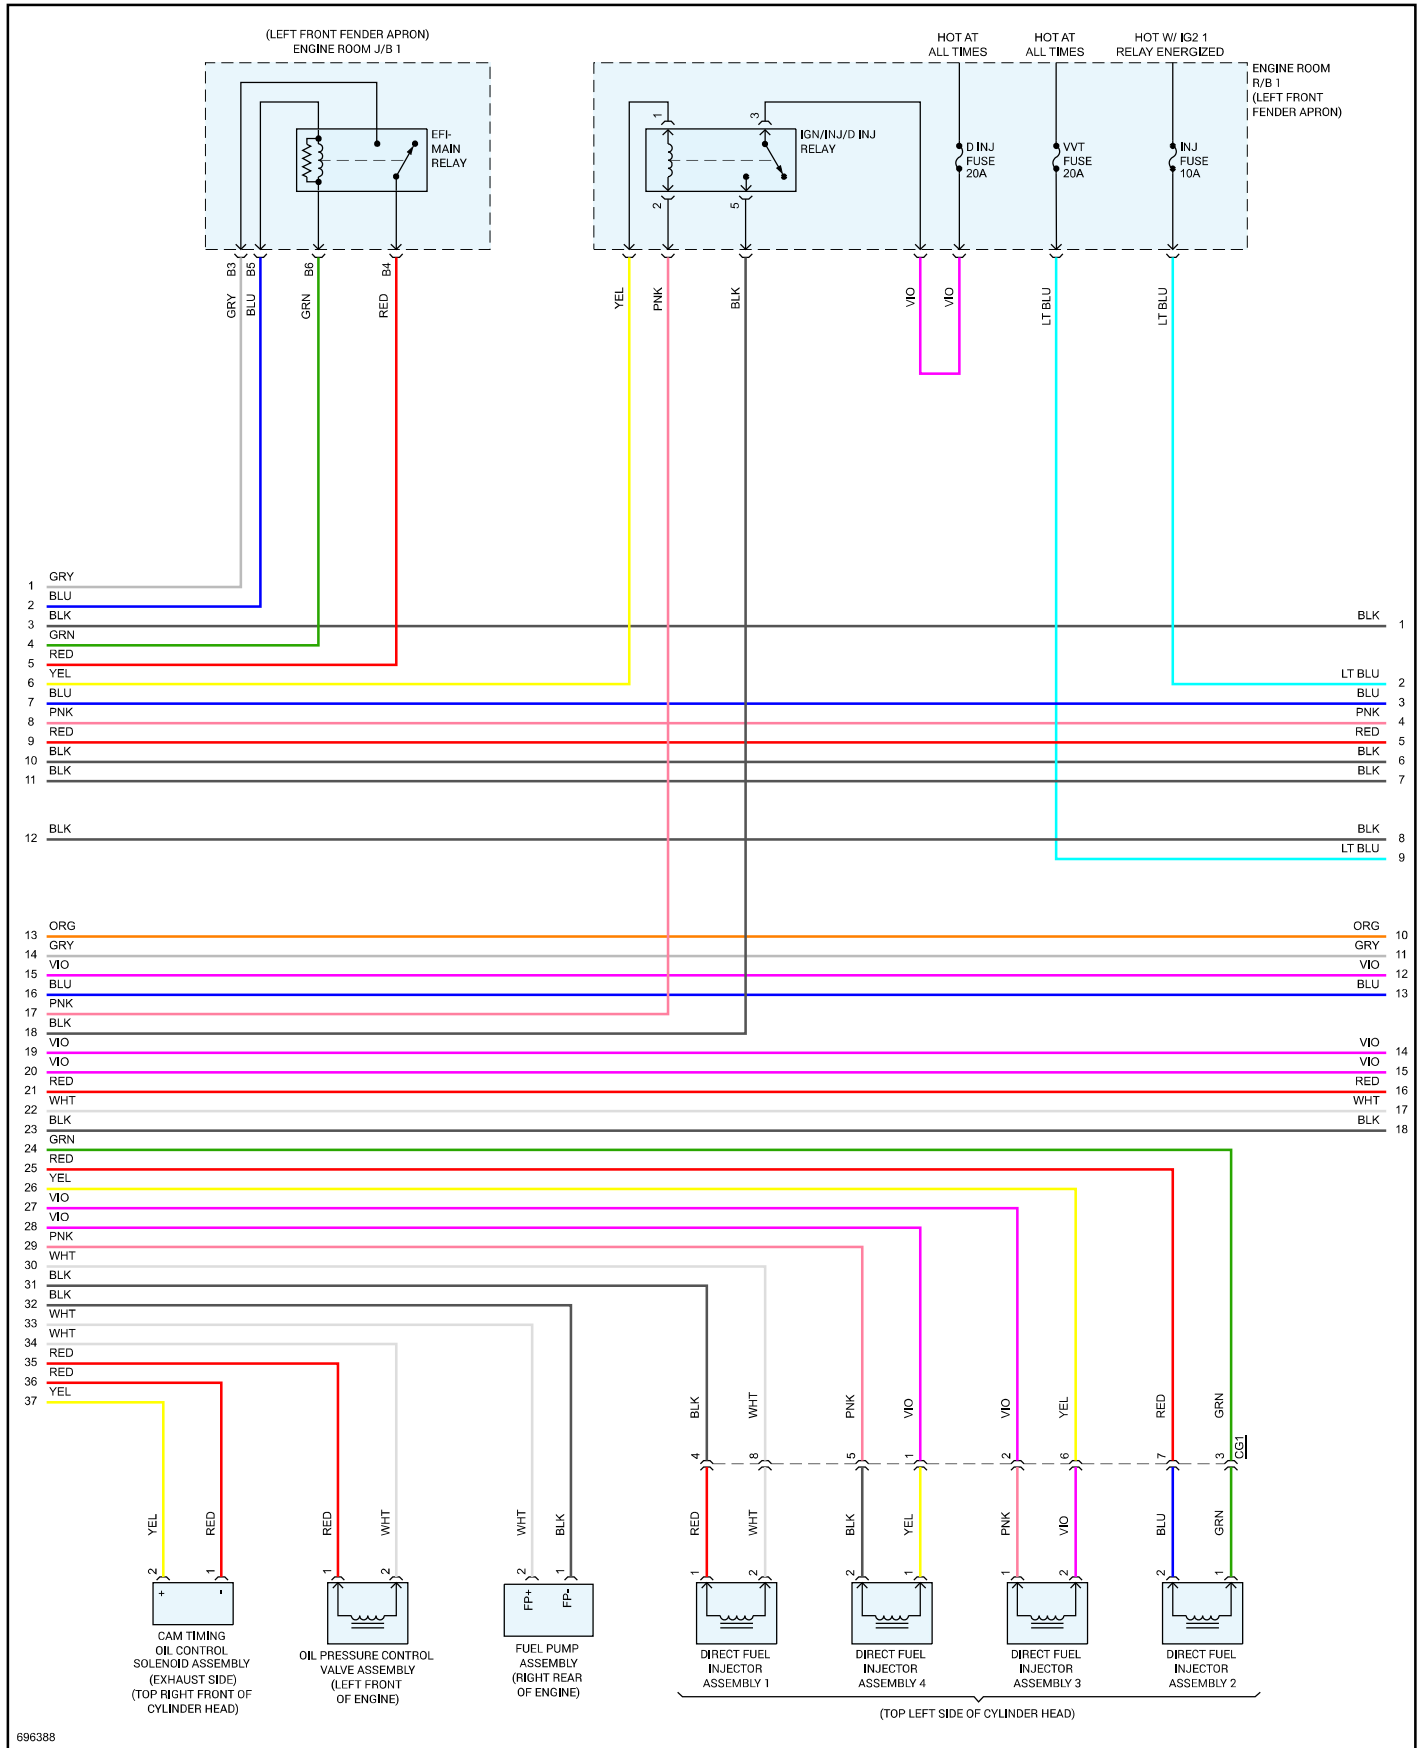 (LEFT FRONT FENDER APRON)
ENGINE ROOM J/B 1
HOT AT
ALL TIMES
HOT AT
ALL TIMES
HOT W/ IG2 1
RELAY ENERGIZED
ENGINE ROOM
R/B 1
(LEFT FRONT
FENDER APRON)
EFI-
MAIN
RELAY
1
3
IGN/INJ/D INJ
RELAY
D INJ
FUSE
20A
VVT
FUSE
20A
INJ
FUSE
10A
2
5
B3
B5
B6
B4
GRY
BLU
GRN
RED
YEL
PNK
BLK
VIO
VIO
LT BLU
LT BLU
1 GRY
2 BLU
3 BLK
BLK 1
4 GRN
5 RED
6 YEL
LT BLU 2
7 BLU
BLU 3
8 PNK
PNK 4
9 RED
RED 5
10 BLK
BLK 6
11 BLK
BLK 7
12 BLK
BLK 8
LT BLU 9
13 ORG
ORG 10
14 GRY
GRY 11
15 VIO
VIO 12
16 BLU
BLU 13
17 PNK
18 BLK
19 VIO
VIO 14
20 VIO
VIO 15
21 RED
RED 16
22 WHT
WHT 17
23 BLK
BLK 18
24 GRN
25 RED
26 YEL
27 VIO
28 VIO
29 PNK
30 WHT
31 BLK
32 BLK
33 WHT
34 WHT
35 RED
36 RED
37 YEL
BLK
WHT
PNK
VIO
VIO
YEL
RED
GRN
4
8
5
1
2
6
7
3
CG1
YEL
RED
RED
WHT
WHT
BLK
RED
WHT
BLK
YEL
PNK
VIO
BLU
GRN
2
1
1
2
2
1
1
2
2
1
1
2
2
1
+
-
FP+
FP-
CAM TIMING
OIL CONTROL
SOLENOID ASSEMBLY
(EXHAUST SIDE)
(TOP RIGHT FRONT OF
CYLINDER HEAD)
OIL PRESSURE CONTROL
VALVE ASSEMBLY
(LEFT FRONT
OF ENGINE)
FUEL PUMP
ASSEMBLY
(RIGHT REAR
OF ENGINE)
DIRECT FUEL
INJECTOR
ASSEMBLY 1
DIRECT FUEL
INJECTOR
ASSEMBLY 4
DIRECT FUEL
INJECTOR
ASSEMBLY 3
DIRECT FUEL
INJECTOR
ASSEMBLY 2
(TOP LEFT SIDE OF CYLINDER HEAD)
696388